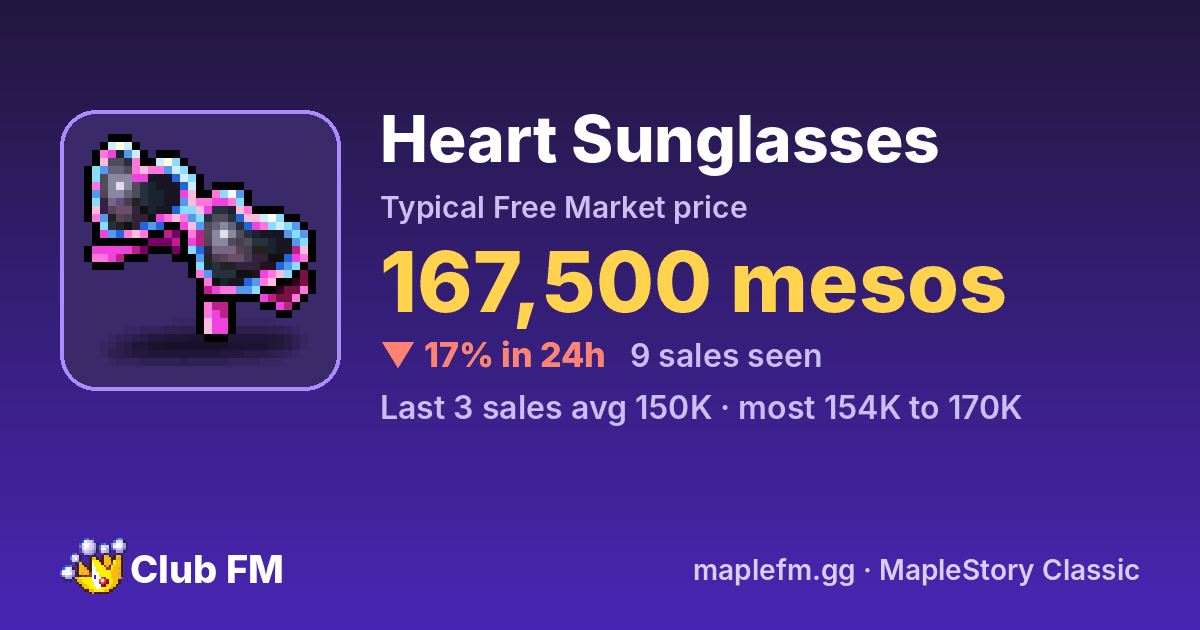 Heart Sunglasses
Typical Free Market price
167,500 mesos
▼ 17% in 24h 9 sales seen
Last 3 sales avg 150K · most 154K to 170K
Club FM
maplefm.gg · MapleStory Classic